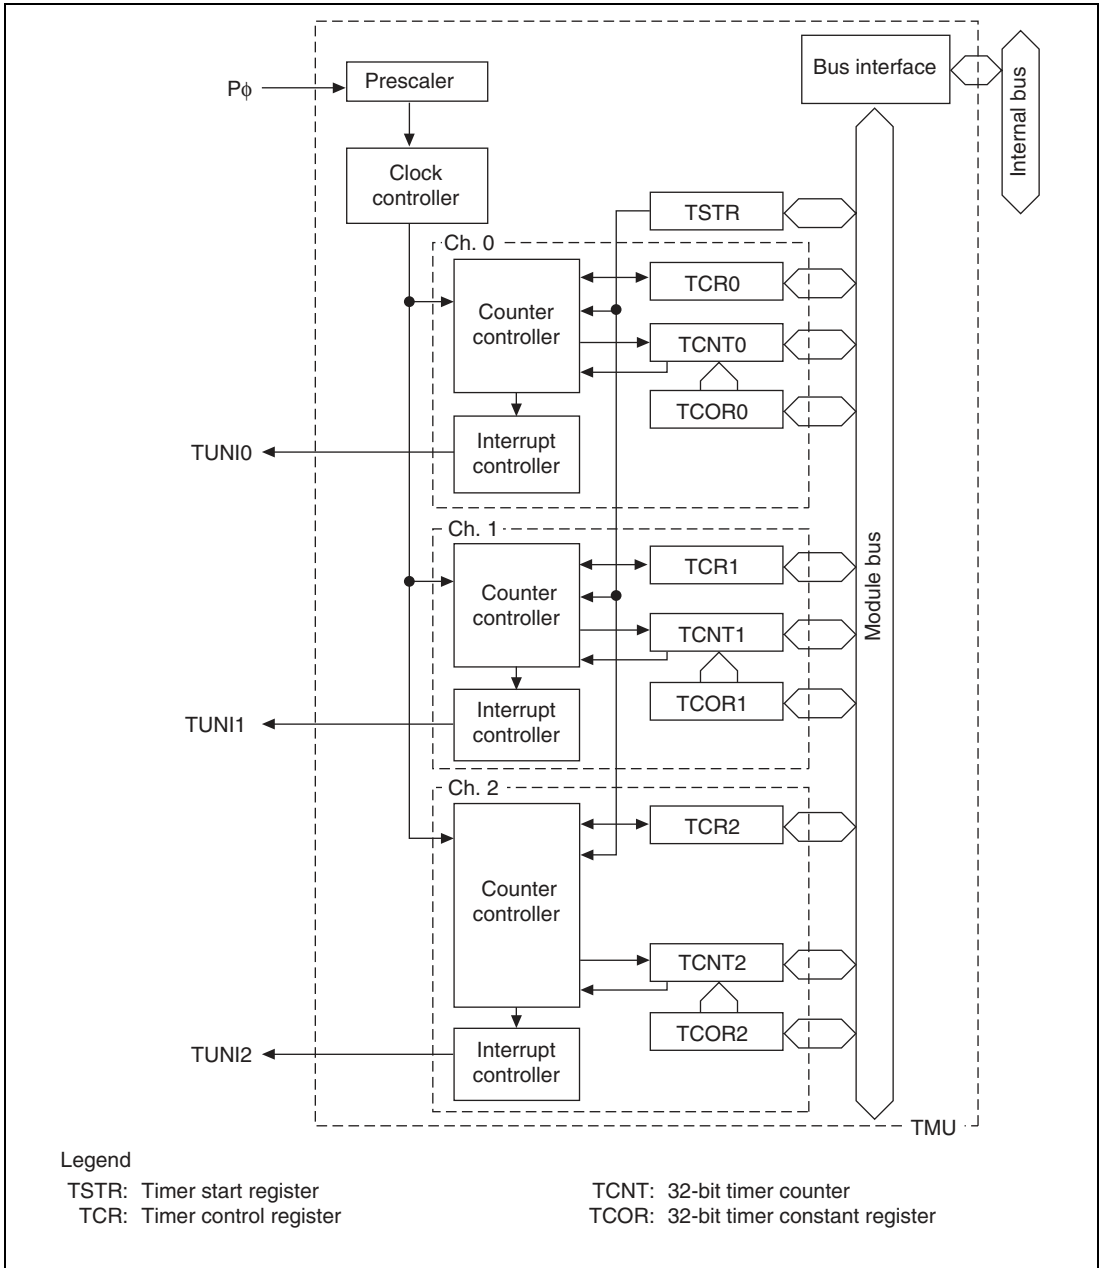 Bus interface
Internal bus
Pϕ
Prescaler
Clock
controller
TSTR
Ch. 0
Counter
controller
TCR0
TCNT0
TCOR0
Interrupt
controller
TUNI0
Ch. 1
Counter
controller
TCR1
TCNT1
TCOR1
Interrupt
controller
TUNI1
Module bus
Ch. 2
Counter
controller
TCR2
TCNT2
TCOR2
Interrupt
controller
TUNI2
TMU
Legend
TSTR: Timer start register
TCR: Timer control register
TCNT: 32-bit timer counter
TCOR: 32-bit timer constant register